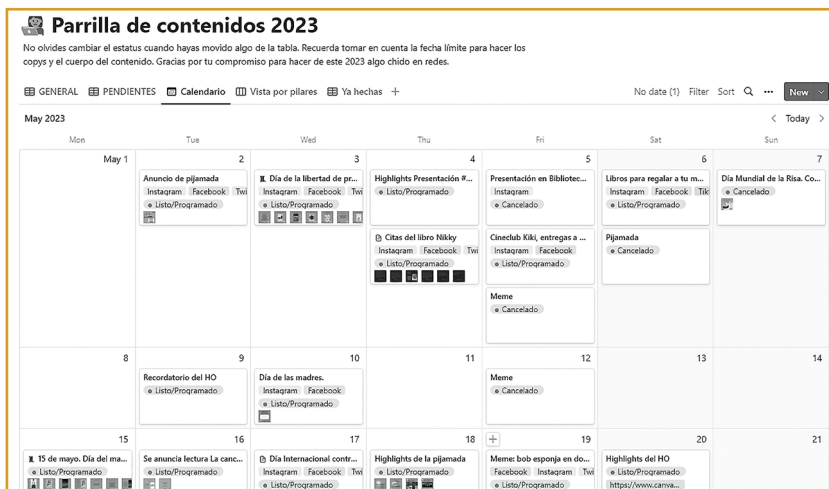 Parrilla de contenidos 2023
No olvides cambiar el estatus cuando hayas movido algo de la tabla. Recuerda tomar en cuenta la fecha límite para hacer los
copys y el cuerpo del contenido. Gracias por tu compromiso para hacer de este 2023 algo chido en redes.
GENERAL PENDIENTES Calendario Vista por pilares Ya hechas + No date (1) Filter Sort ••• New
May 2023 < Today >
Mon Tue Wed Thu Fri Sat Sun
May 1 2 3 4 5 6 7
Anuncio de pijamada
Instagram Facebook Twi
Listo/Programado
Día de la libertad de pr...
Instagram Facebook Twi
Listo/Programado
Highlights Presentación #...
Listo/Programado
Citas del libro Nikky
Instagram Facebook Twi
Listo/Programado
Presentación en Bibliotec...
Instagram
Cancelado
Cineclub Kiki, entregas a ...
Instagram Facebook
Listo/Programado
Meme
Cancelado
Libros para regalar a tu m...
Instagram Facebook Tik
Listo/Programado
Pijamada
Cancelado
Día Mundial de la Risa. Co...
Cancelado
8 9 10 11 12 13 14
Recordatorio del HO
Listo/Programado
Día de las madres.
Instagram Facebook
Listo/Programado
Meme
Cancelado
15 16 17 18 + 19 20 21
15 de mayo. Día del ma...
Listo/Programado
Se anuncia lectura La canc...
Listo/Programado
Día Internacional contr...
Instagram Facebook Twi
Listo/Programado
Highlights de la pijamada
Listo/Programado
Meme: bob esponja en do...
Facebook Instagram Twi
Listo/Programado
Highlights del HO
Listo/Programado
https://www.canva...